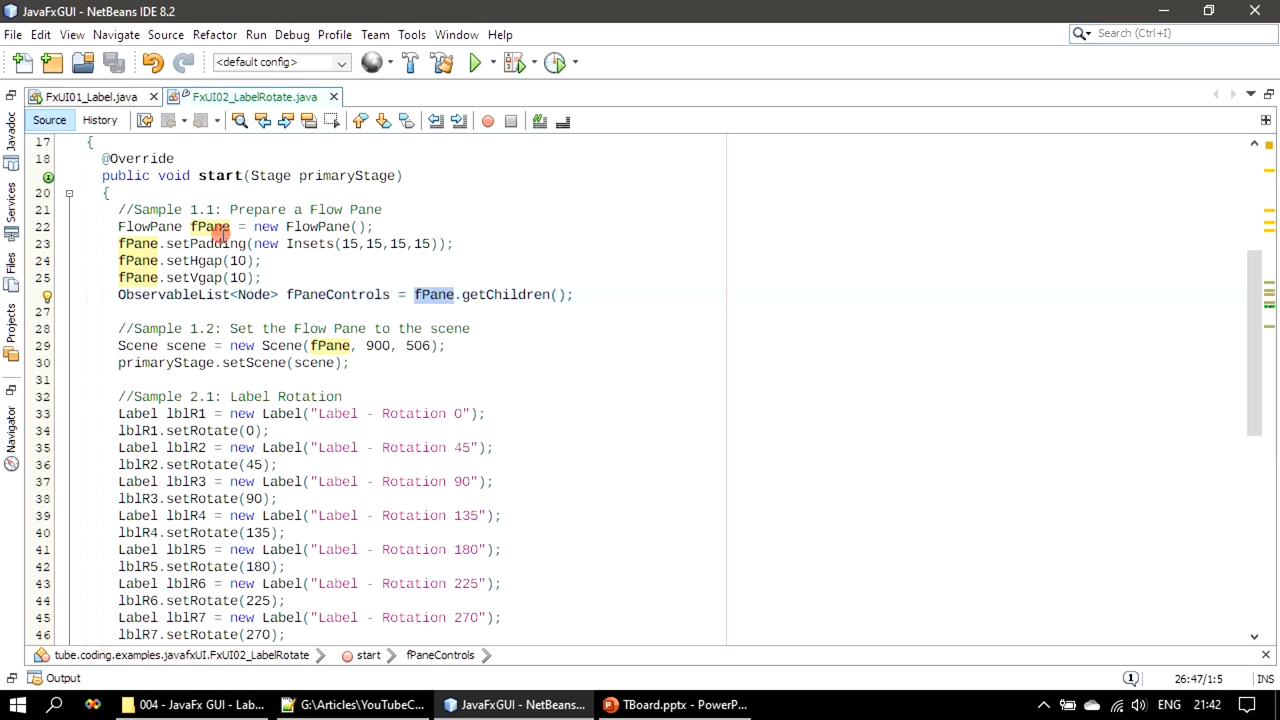 JavaFxGUI - NetBeans IDE 8.2
File Edit View Navigate Source Refactor Run Debug Profile Team Tools Window Help
Search (Ctrl+I)
<default config>
FxUI01_Label.java
FxUI02_LabelRotate.java
Source History
17 {
18 @Override
public void start(Stage primaryStage)
20 {
21 //Sample 1.1: Prepare a Flow Pane
22 FlowPane fPane = new FlowPane();
23 fPane.setPadding(new Insets(15,15,15,15));
24 fPane.setHgap(10);
25 fPane.setVgap(10);
ObservableList<Node> fPaneControls = fPane.getChildren();
27
28 //Sample 1.2: Set the Flow Pane to the scene
29 Scene scene = new Scene(fPane, 900, 506);
30 primaryStage.setScene(scene);
31
32 //Sample 2.1: Label Rotation
33 Label lblR1 = new Label("Label - Rotation 0");
34 lblR1.setRotate(0);
35 Label lblR2 = new Label("Label - Rotation 45");
36 lblR2.setRotate(45);
37 Label lblR3 = new Label("Label - Rotation 90");
38 lblR3.setRotate(90);
39 Label lblR4 = new Label("Label - Rotation 135");
40 lblR4.setRotate(135);
41 Label lblR5 = new Label("Label - Rotation 180");
42 lblR5.setRotate(180);
43 Label lblR6 = new Label("Label - Rotation 225");
44 lblR6.setRotate(225);
45 Label lblR7 = new Label("Label - Rotation 270");
46 lblR7.setRotate(270);
Javadoc
Services
Files
Projects
Navigator
tube.coding.examples.javafxUI.FxUI02_LabelRotate
start
fPaneControls
Output
1
26:47/1:5 INS
004 - JavaFx GUI - Lab...
G:\Articles\YouTubeC...
JavaFxGUI - NetBeans...
TBoard.pptx - PowerP...
21:42